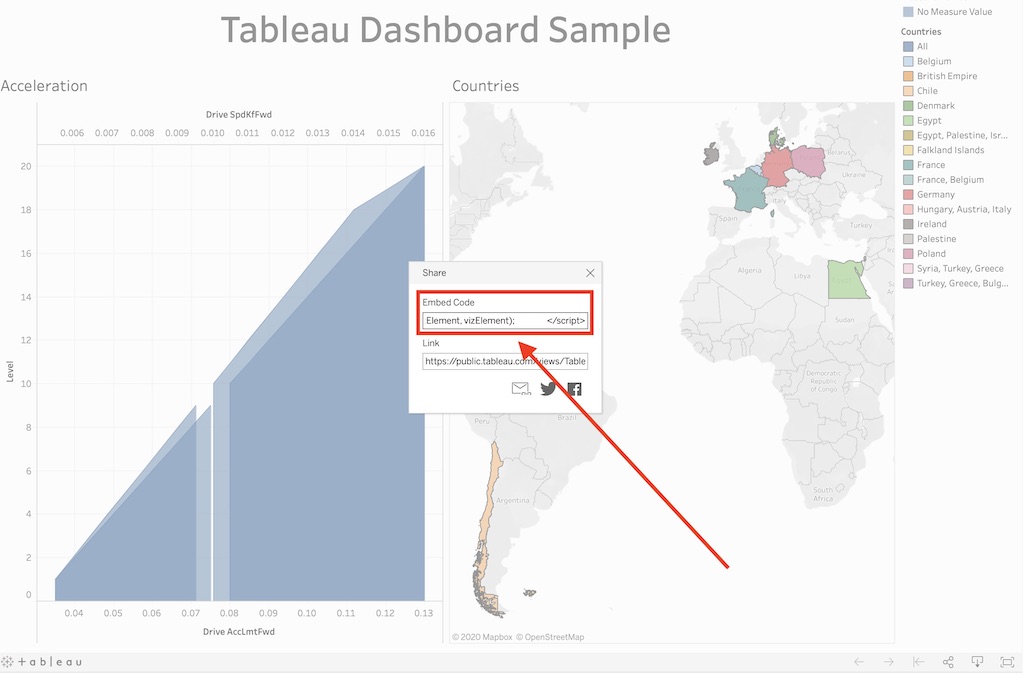 Tableau Dashboard Sample
Acceleration
Drive SpdKfFwd
0.006 0.007 0.008 0.009 0.010 0.011 0.012 0.013 0.014 0.015 0.016
20
18
16
14
12
10
8
6
4
2
0
Level
0.04 0.05 0.06 0.07 0.08 0.09 0.10 0.11 0.12 0.13
Drive AccLmtFwd
Countries
Belarus
Ukraine
Italy
Spain
Turkey
Algeria
Libya
Sudan
Democratic
Republic
of Congo
South
Africa
Peru
Brazil
Argentina
© 2020 Mapbox © OpenStreetMap
Share
Embed Code
Element, vizElement); </script>
Link
https://public.tableau.com/views/Table
No Measure Value
Countries
All
Belgium
British Empire
Chile
Denmark
Egypt
Egypt, Palestine, Isr...
Falkland Islands
France
France, Belgium
Germany
Hungary, Austria, Italy
Ireland
Palestine
Poland
Syria, Turkey, Greece
Turkey, Greece, Bulg...
+ a b | e a u